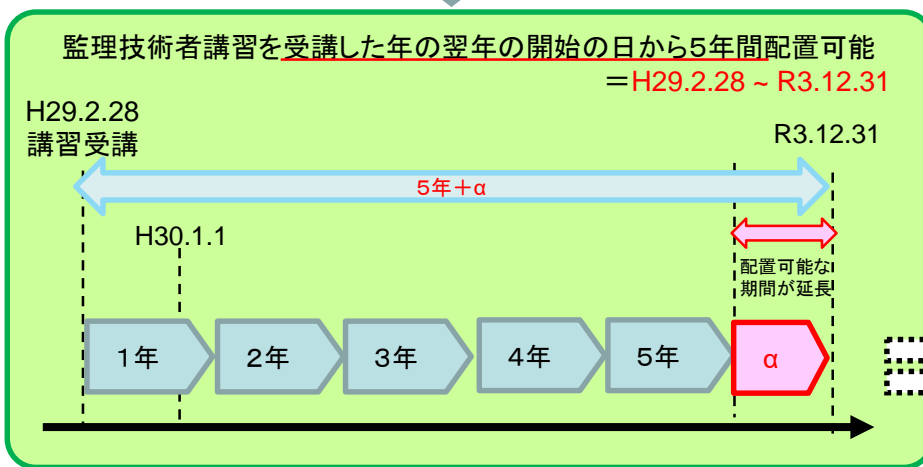 監理技術者講習を受講した年の翌年の開始の日から5年間配置可能
＝H29.2.28 ~ R3.12.31
H29.2.28
講習受講
R3.12.31
5年＋α
H30.1.1
配置可能な
期間が延長
1年
2年
3年
4年
5年
α